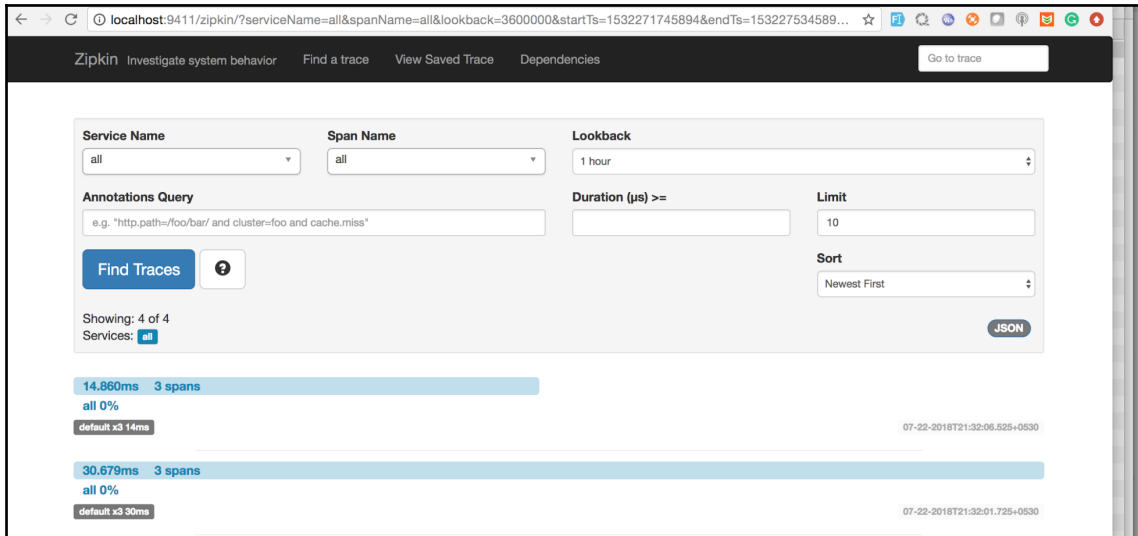 localhost:9411/zipkin/?serviceName=all&spanName=all&lookback=3600000&startTs=1532271745894&endTs=153227534589...
Zipkin Investigate system behavior Find a trace View Saved Trace Dependencies Go to trace
Service Name Span Name Lookback
all all 1 hour
Annotations Query Duration (µs) >= Limit
e.g. "http.path=/foo/bar/ and cluster=foo and cache.miss" 10
Find Traces ? Sort
Newest First
Showing: 4 of 4
Services: all JSON
14.860ms 3 spans
all 0%
default x3 14ms 07-22-2018T21:32:06.525+0530
30.679ms 3 spans
all 0%
default x3 30ms 07-22-2018T21:32:01.725+0530